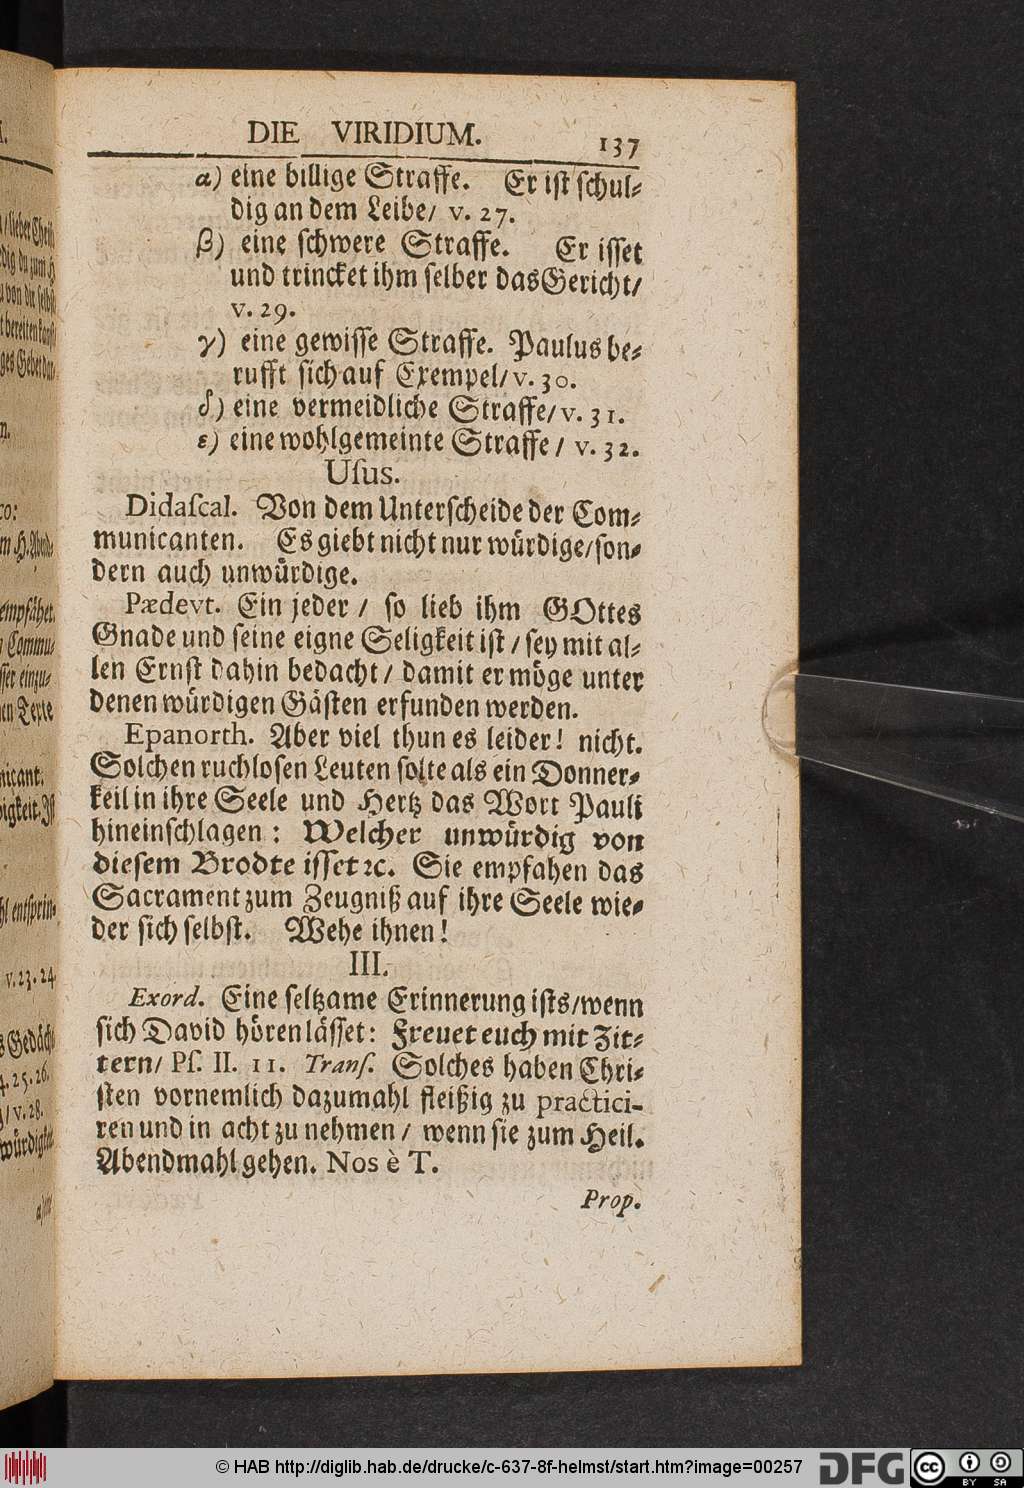 DIE VIRIDIUM. 137
α) eine billige Straffe. Er ist schul⸗
dig an dem Leibe/ v. 27.
β) eine schwere Straffe. Er isset
und trincket ihm selber das Gericht/
v. 29.
γ) eine gewisse Straffe. Paulus be⸗
rufft sich auf Exempel/ v. 30.
δ) eine vermeidliche Straffe/ v. 31.
ε) eine wohlgemeinte Straffe / v. 32.
Uſus.
Didaſcal. Von dem Unterscheide der Com⸗
municanten. Es giebt nicht nur würdige/ son⸗
dern auch unwürdige.
Pædevt. Ein jeder / so lieb ihm GOttes
Gnade und seine eigne Seligkeit ist / sey mit al⸗
len Ernst dahin bedacht / damit er möge unter
denen würdigen Gästen erfunden werden.
Epanorth. Aber viel thun es leider! nicht.
Solchen ruchlosen Leuten solte als ein Donner⸗
keil in ihre Seele und Hertz das Wort Pauli
hineinschlagen: Welcher unwürdig von
diesem Brodte isset ꝛc. Sie empfahen das
Sacrament zum Zeugniß auf ihre Seele wie⸗
der sich selbst. Wehe ihnen!
III.
Exord. Eine seltzame Erinnerung ists/ wenn
sich David hören lässet: Freuet euch mit Zit⸗
tern/ Pſ. II. 11. Tranſ. Solches haben Chri⸗
sten vornemlich dazumahl fleißig zu practici-
ren und in acht zu nehmen / wenn sie zum Heil.
Abendmahl gehen. Nos è T.
Prop.
© HAB http://diglib.hab.de/drucke/c-637-8f-helmst/start.htm?image=00257
DFG
cc BY SA